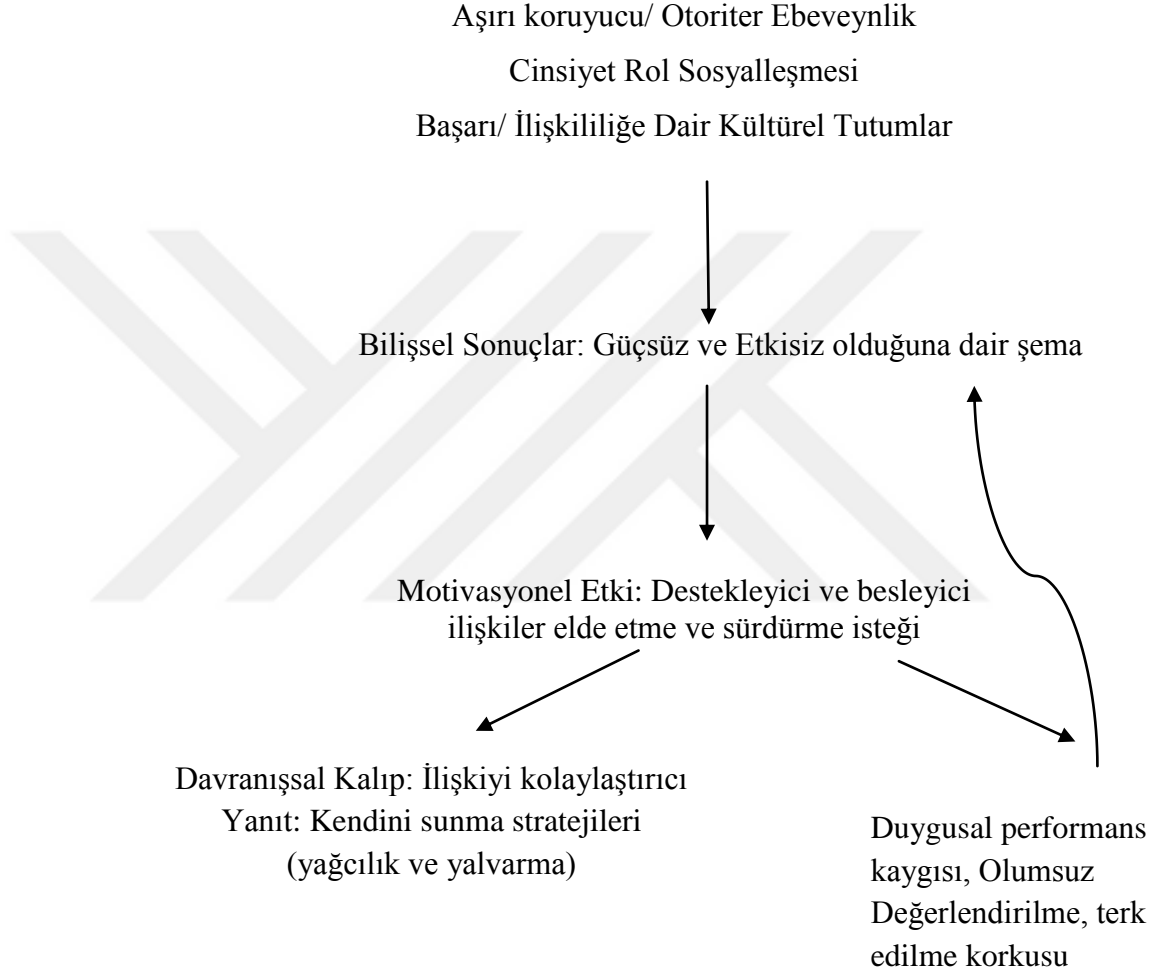 Aşırı koruyucu/ Otoriter Ebeveynlik
Cinsiyet Rol Sosyalleşmesi
Başarı/ İlişkililiğe Dair Kültürel Tutumlar
Bilişsel Sonuçlar: Güçsüz ve Etkisiz olduğuna dair şema
Motivasyonel Etki: Destekleyici ve besleyici
ilişkiler elde etme ve sürdürme isteği
Davranışsal Kalıp: İlişkiyi kolaylaştırıcı
Yanıt: Kendini sunma stratejileri
(yağcılık ve yalvarma)
Duygusal performans
kaygısı, Olumsuz
Değerlendirilme, terk
edilme korkusu